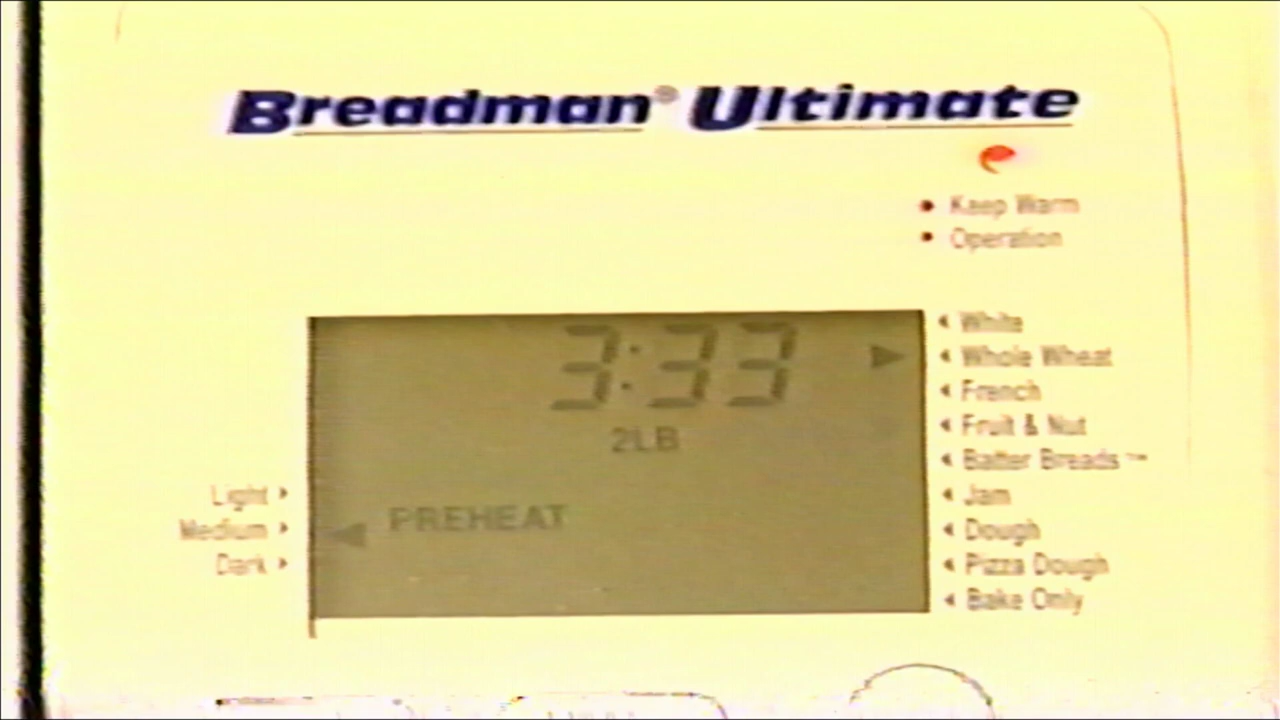 Breadman® Ultimate
Keep Warm
Operation
3:33
2LB
PREHEAT
Light
Medium
Dark
White
Whole Wheat
French
Fruit & Nut
Batter Breads™
Jam
Dough
Pizza Dough
Bake Only